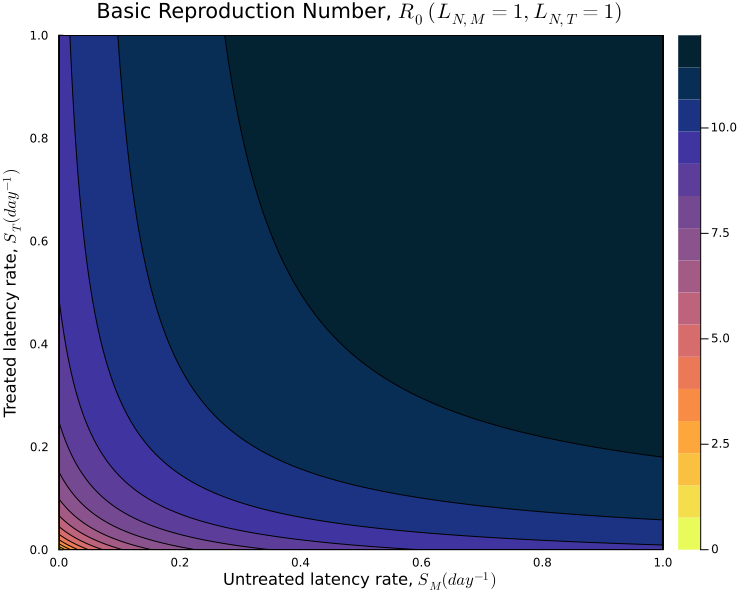 Basic Reproduction Number, R₀ (L_{N,M} = 1, L_{N,T} = 1)
1.0
0.8
0.6
0.4
0.2
0.0
Treated latency rate, S_T(day⁻¹)
0.0 0.2 0.4 0.6 0.8 1.0
Untreated latency rate, S_M(day⁻¹)
10.0
7.5
5.0
2.5
0